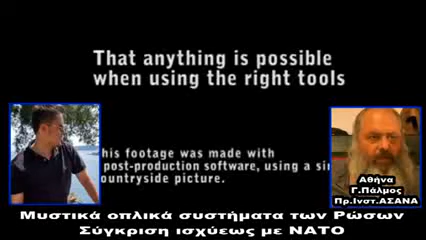 That anything is possible
when using the right tools
his footage was made with
post-production software, using a si
ountryside picture.
Αθήνα
Γ.Πάλμος
Πρ.Ινστ.ΑΣΑΝΑ
Μυστικά οπλικά συστήματα των Ρώσων
Σύγκριση ισχύεως με ΝΑΤΟ